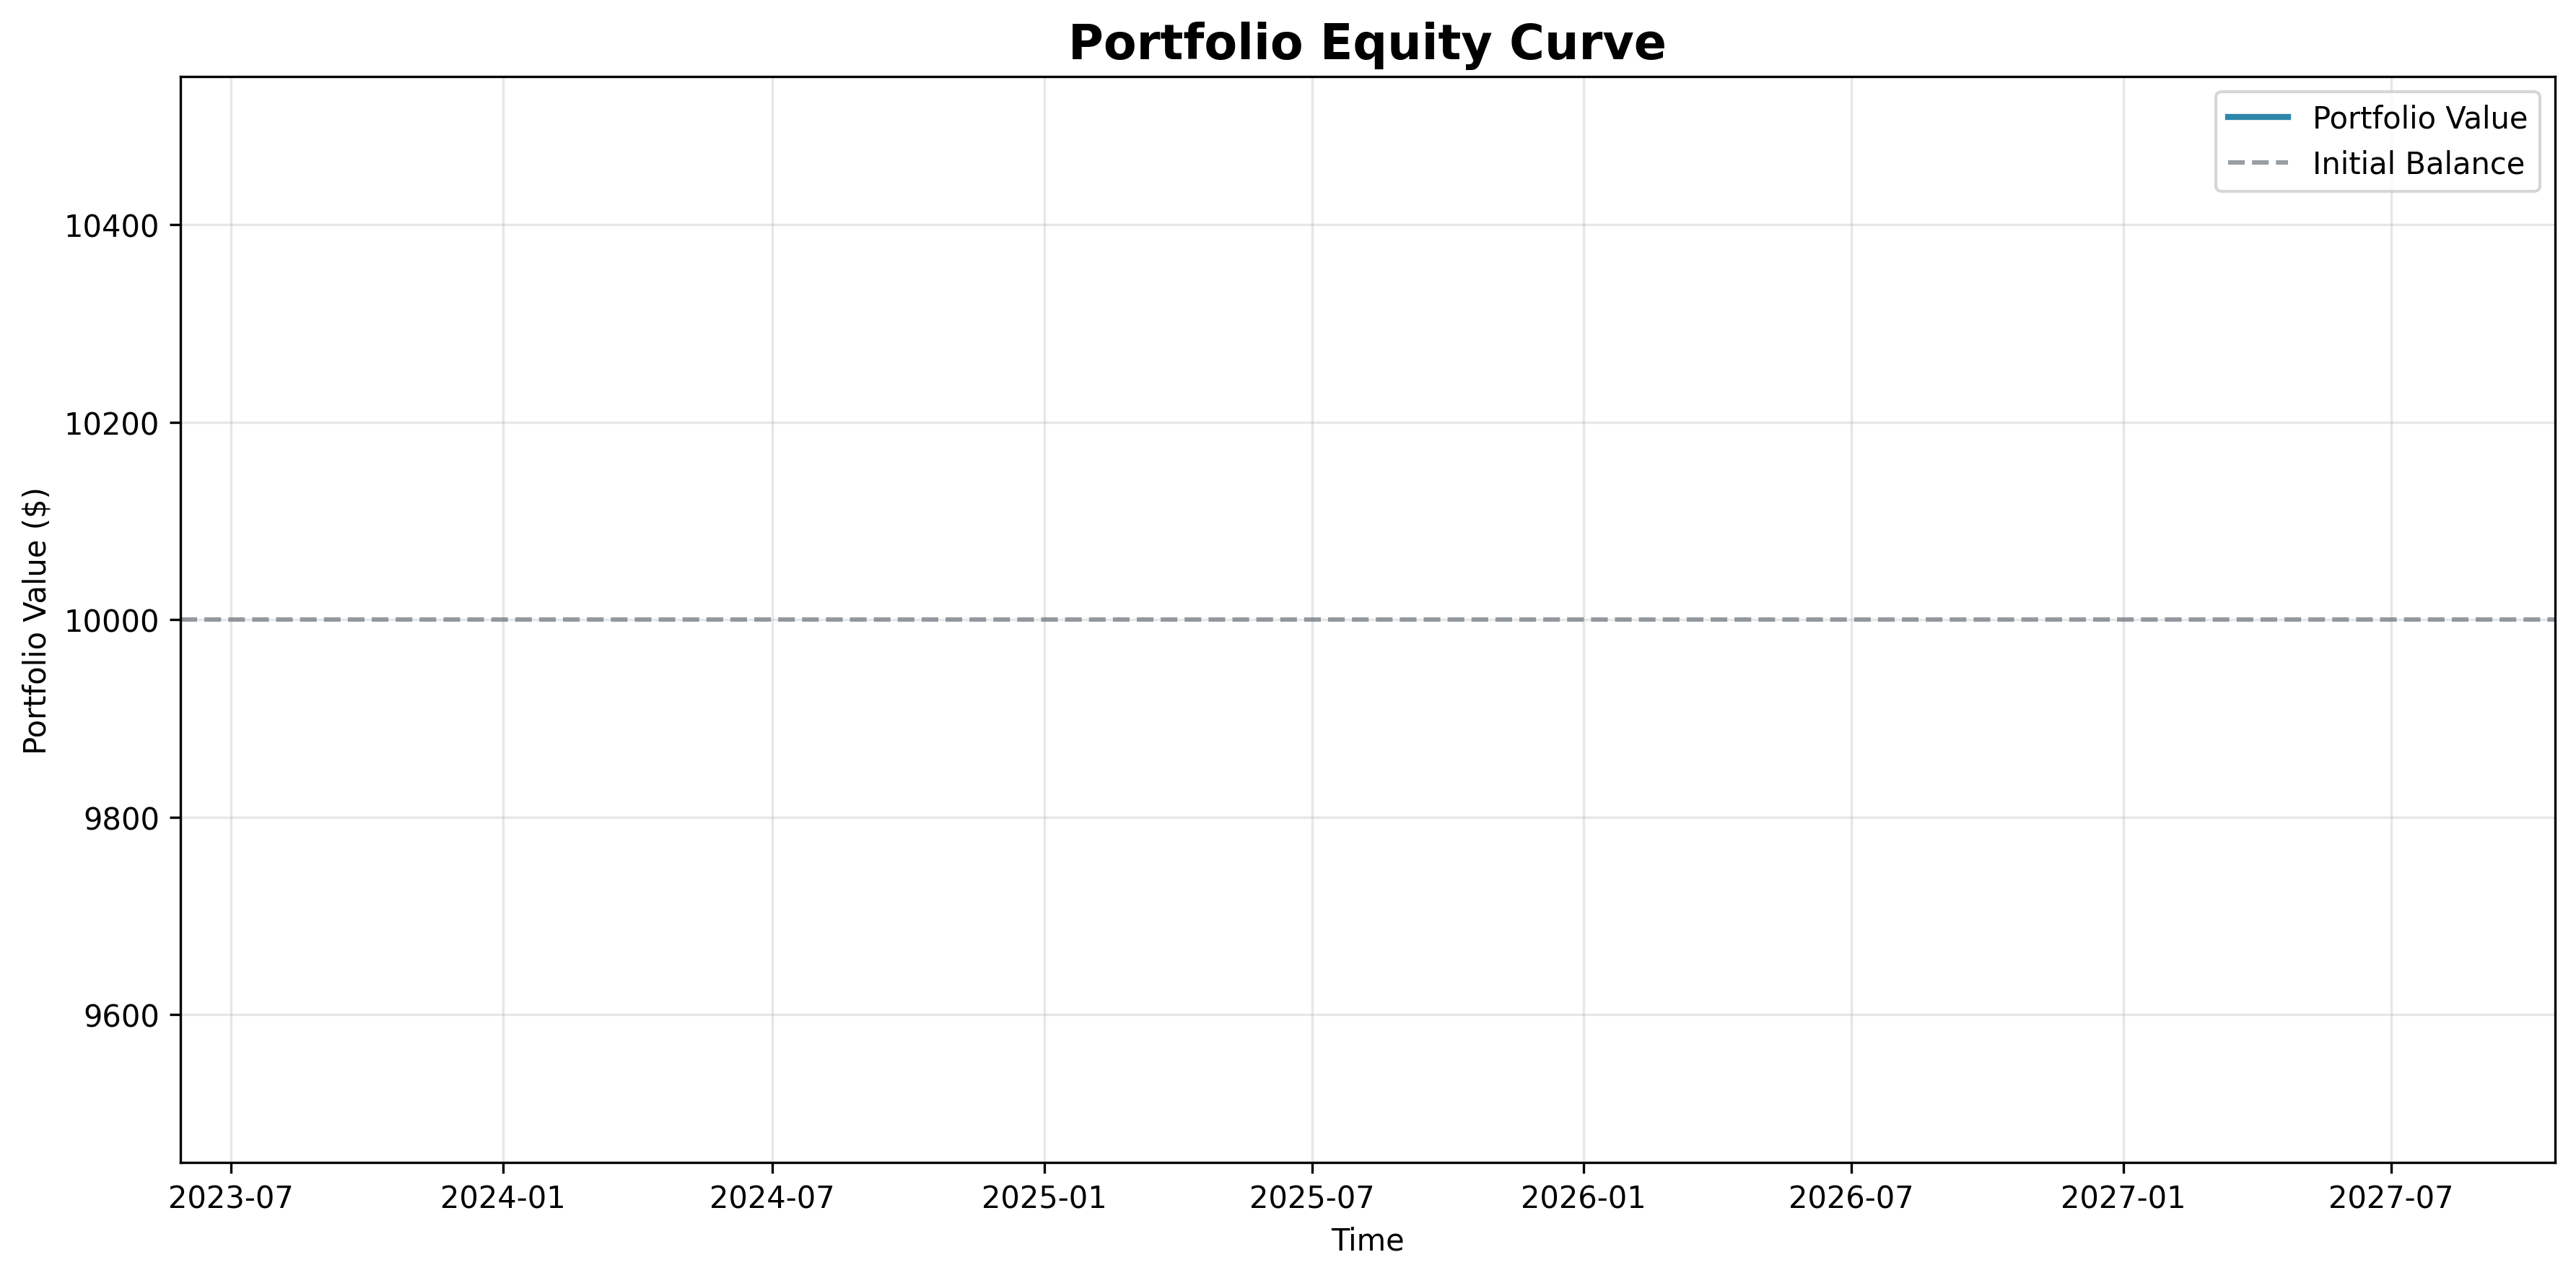 Portfolio Equity Curve
Portfolio Value
Initial Balance
Portfolio Value ($)
10400
10200
10000
9800
9600
2023-07
2024-01
2024-07
2025-01
2025-07
2026-01
2026-07
2027-01
2027-07
Time